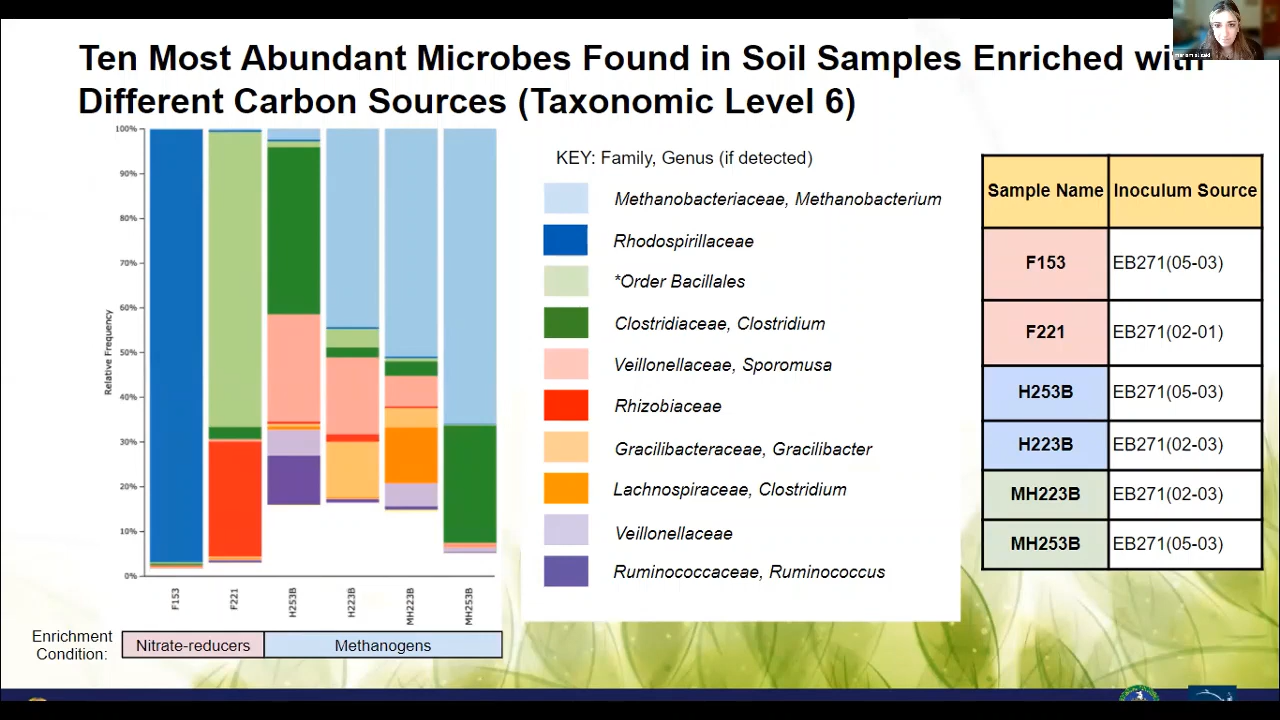 Ten Most Abundant Microbes Found in Soil Samples Enriched with
Different Carbon Sources (Taxonomic Level 6)
100%
90%
80%
70%
60%
50%
40%
30%
20%
10%
0%
Relative Frequency
F153
F221
H253B
H223B
MH223B
MH253B
Enrichment
Condition:
Nitrate-reducers
Methanogens
KEY: Family, Genus (if detected)
Methanobacteriaceae, Methanobacterium
Rhodospirillaceae
*Order Bacillales
Clostridiaceae, Clostridium
Veillonellaceae, Sporomusa
Rhizobiaceae
Gracilibacteraceae, Gracilibacter
Lachnospiraceae, Clostridium
Veillonellaceae
Ruminococcaceae, Ruminococcus
Sample Name Inoculum Source
F153 EB271(05-03)
F221 EB271(02-01)
H253B EB271(05-03)
H223B EB271(02-03)
MH223B EB271(02-03)
MH253B EB271(05-03)